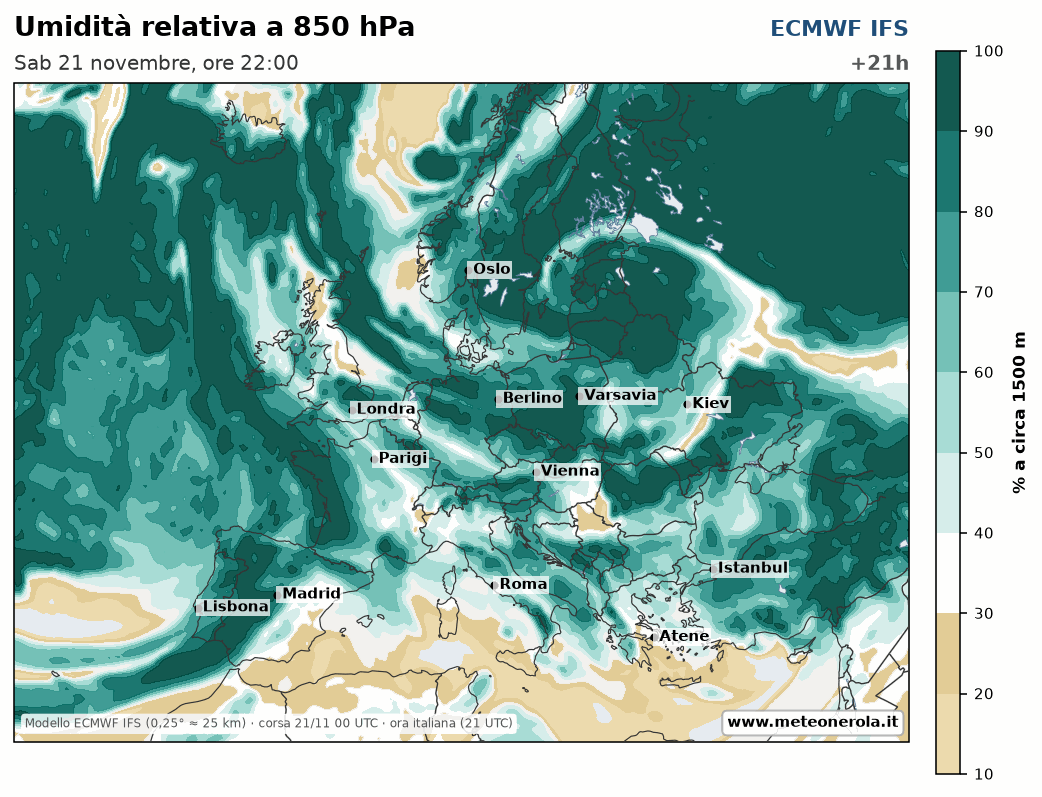 Umidità relativa a 850 hPa
ECMWF IFS
Sab 21 novembre, ore 22:00
+21h
100
90
80
70
60
50
40
30
20
10
% a circa 1500 m
Oslo
Berlino
Varsavia
Kiev
Londra
Parigi
Vienna
Istanbul
Roma
Madrid
Lisbona
Atene
Modello ECMWF IFS (0,25° ≈ 25 km) · corsa 21/11 00 UTC · ora italiana (21 UTC)
www.meteonerola.it